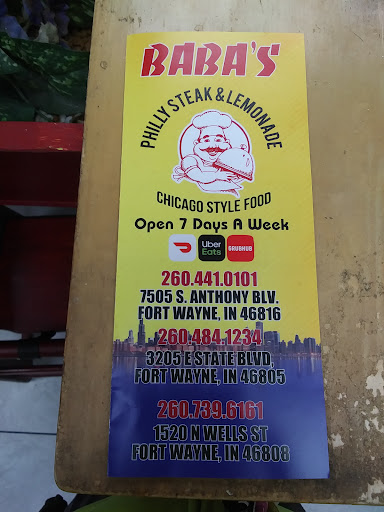 BABA'S
PHILLY STEAK & LEMONADE
CHICAGO STYLE FOOD
Open 7 Days A Week
Uber
Eats
GRUBHUB
260.441.0101
7505 S. ANTHONY BLV.
FORT WAYNE, IN 46816
260.484.1234
3205 E STATE BLVD,
FORT WAYNE, IN 46805
260.739.6161
1520 N WELLS ST
FORT WAYNE, IN 46808